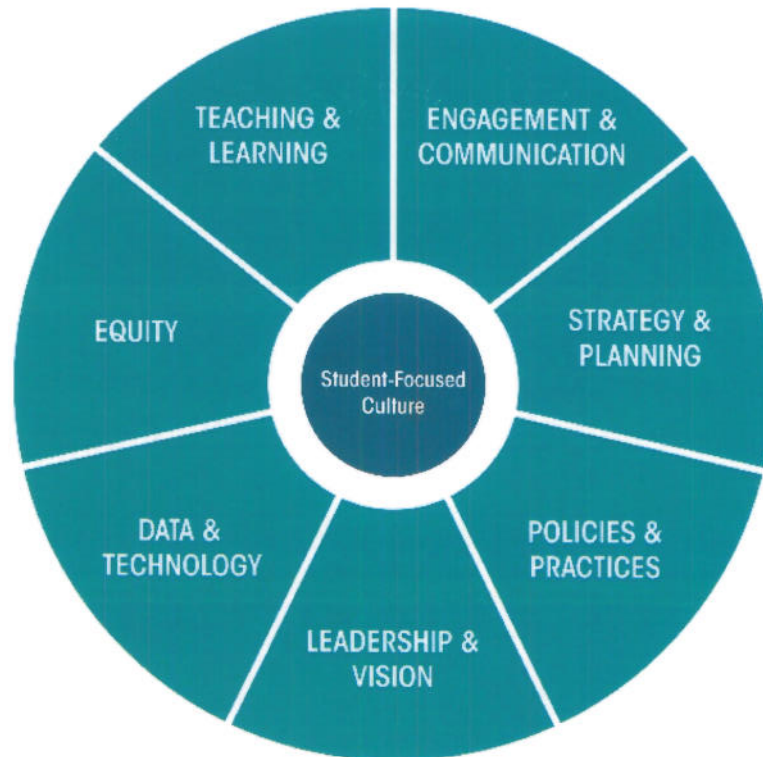 TEACHING &
LEARNING
ENGAGEMENT &
COMMUNICATION
EQUITY
STRATEGY &
PLANNING
Student-Focused
Culture
DATA &
TECHNOLOGY
POLICIES &
PRACTICES
LEADERSHIP &
VISION